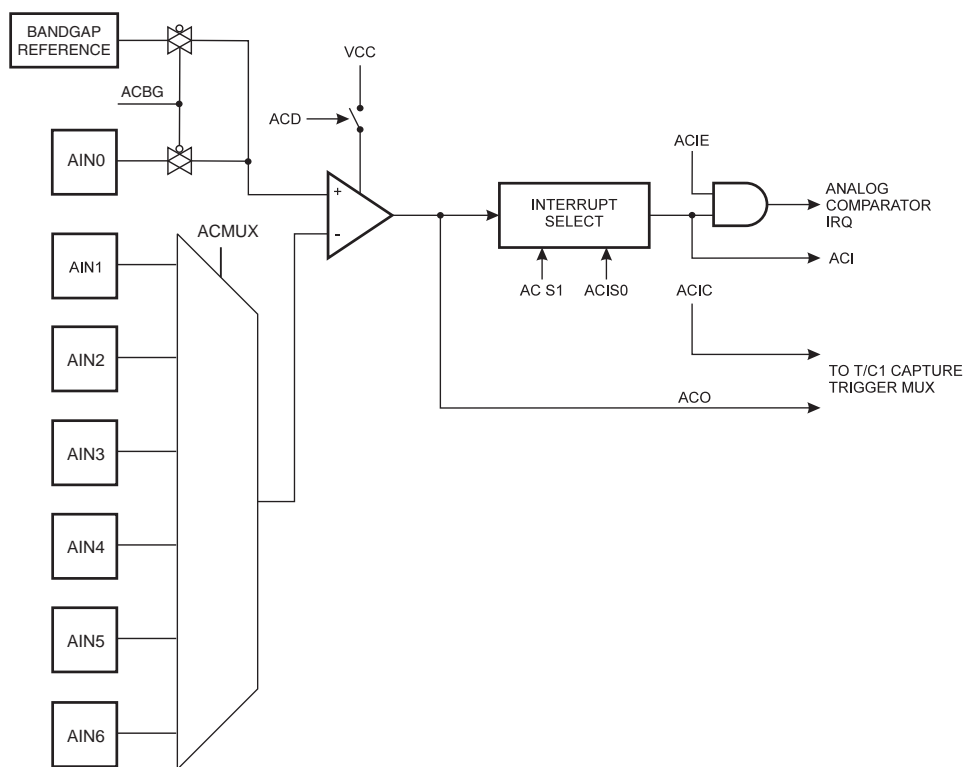 BANDGAP
REFERENCE
VCC
ACBG
ACD
AIN0
ACIE
+
-
INTERRUPT
SELECT
ANALOG
COMPARATOR
IRQ
ACMUX
AIN1
ACI
AC S1
ACIS0
ACIC
AIN2
TO T/C1 CAPTURE
TRIGGER MUX
ACO
AIN3
AIN4
AIN5
AIN6